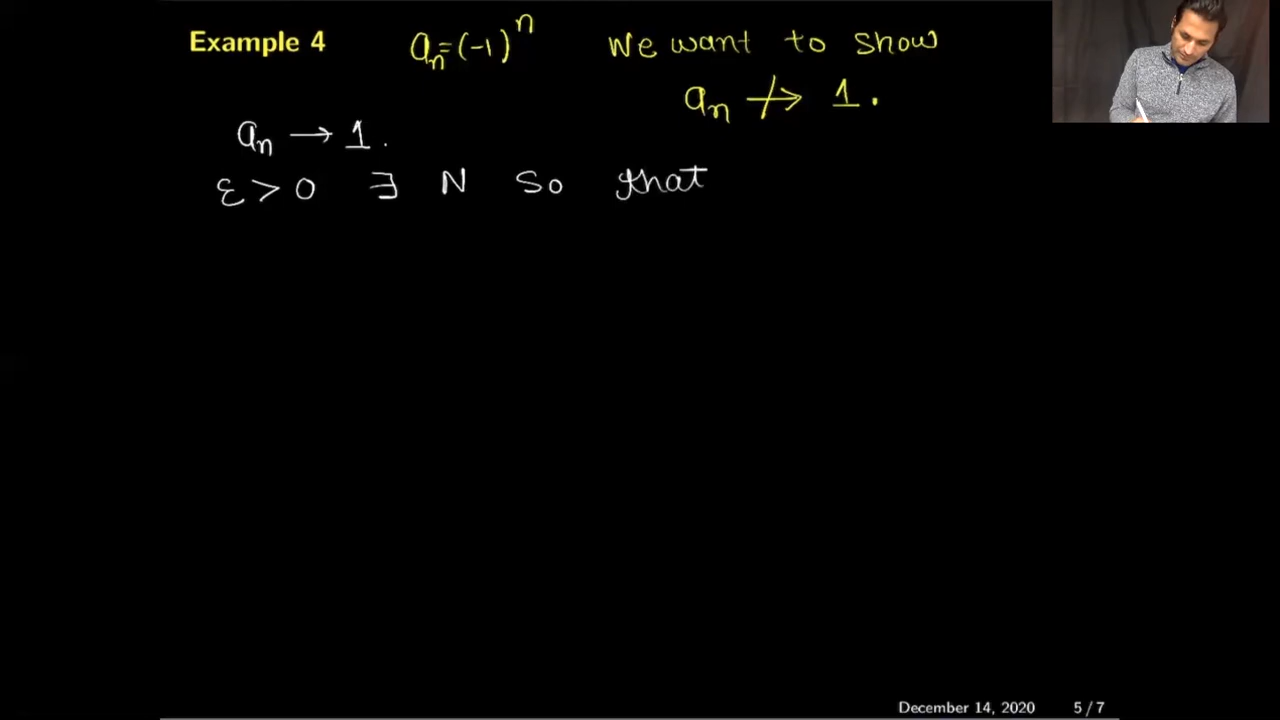 Example 4 aₙ=(-1)ⁿ We want to show
aₙ ↛ 1.
aₙ → 1.
ε > 0 ∃ N So that
December 14, 2020 5 / 7